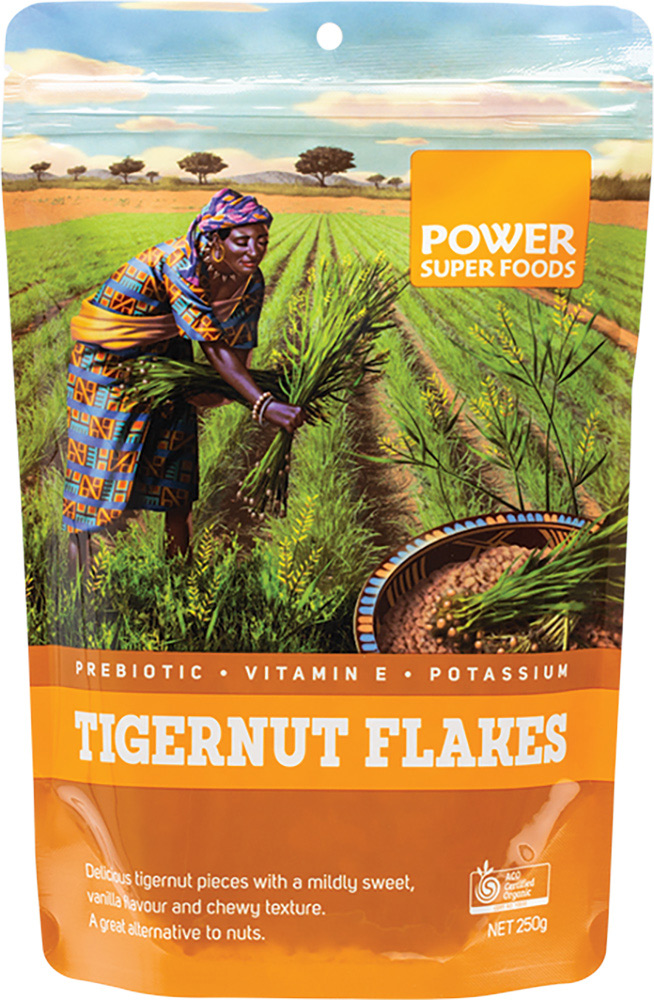 POWER
SUPER FOODS
PREBIOTIC • VITAMIN E • POTASSIUM
TIGERNUT FLAKES
Delicious tigernut pieces with a mildly sweet,
vanilla flavour and chewy texture.
A great alternative to nuts.
ACO
Certified
Organic
NET 250g